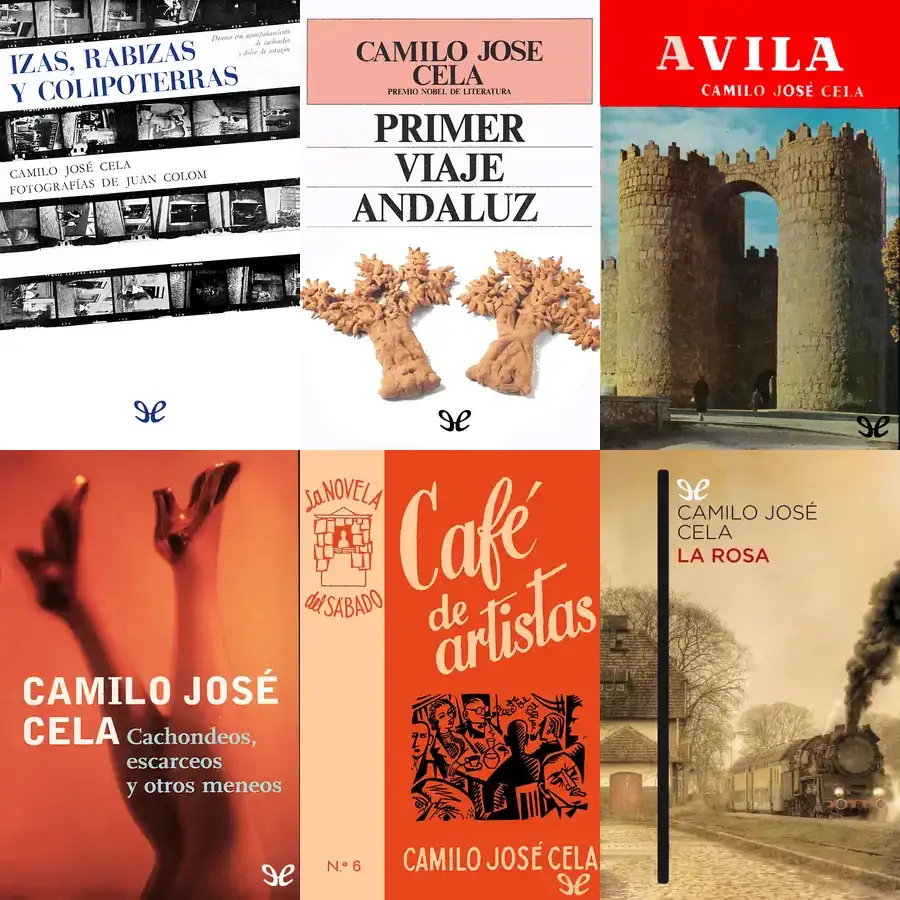 IZAS, RABIZAS
Y COLIPOTERRAS
Drama con acompañamiento
de cachondeo
y dolor de corazón
CAMILO JOSÉ CELA
FOTOGRAFÍAS DE JUAN COLOM
CAMILO JOSE
CELA
PREMIO NOBEL DE LITERATURA
PRIMER
VIAJE
ANDALUZ
AVILA
CAMILO JOSÉ CELA
CAMILO JOSÉ
CELA Cachondeos,
escarceos
y otros meneos
La NOVELA
del SÁBADO
N.º 6
Café
de
artistas
CAMILO JOSÉ CELA
CAMILO JOSÉ
CELA
LA ROSA